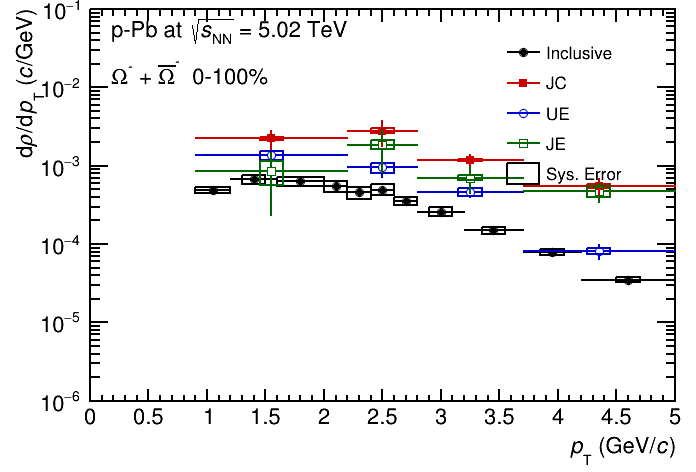 p-Pb at √s_NN = 5.02 TeV
Ω⁻ + Ω̅⁻ 0-100%
Inclusive
JC
UE
JE
Sys. Error
dρ/dp_T (c/GeV)
10⁻¹
10⁻²
10⁻³
10⁻⁴
10⁻⁵
10⁻⁶
0 0.5 1 1.5 2 2.5 3 3.5 4 4.5 5
p_T (GeV/c)